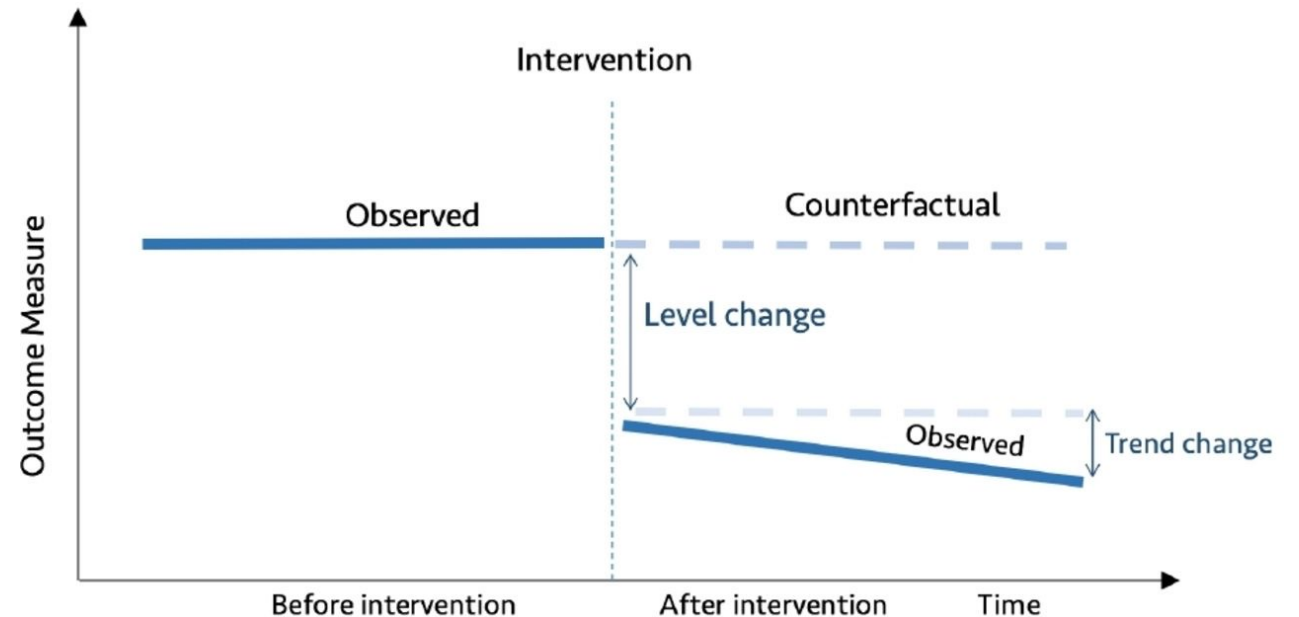 Intervention
Observed
Counterfactual
Outcome Measure
Level change
Observed
Trend change
Before intervention
After intervention
Time